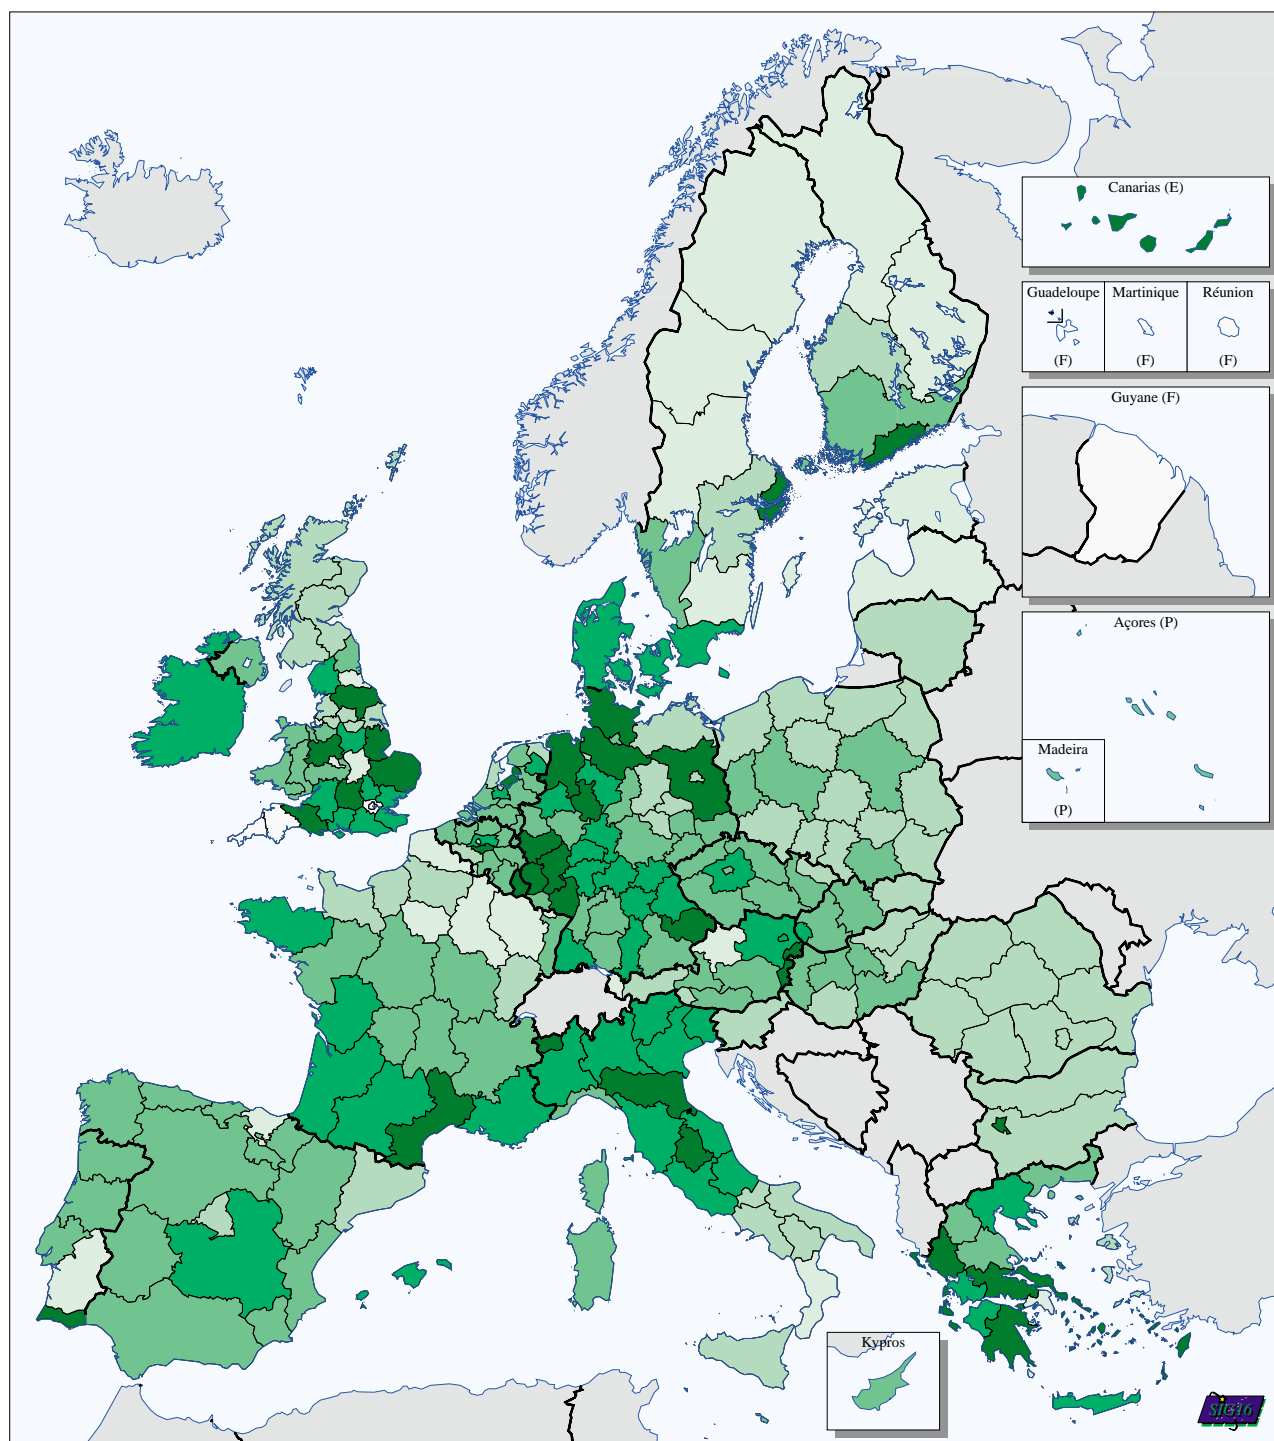 Canarias (E)
Guadeloupe Martinique Réunion
(F) (F) (F)
Guyane (F)
Açores (P)
Madeira
(P)
Kypros
SIG16